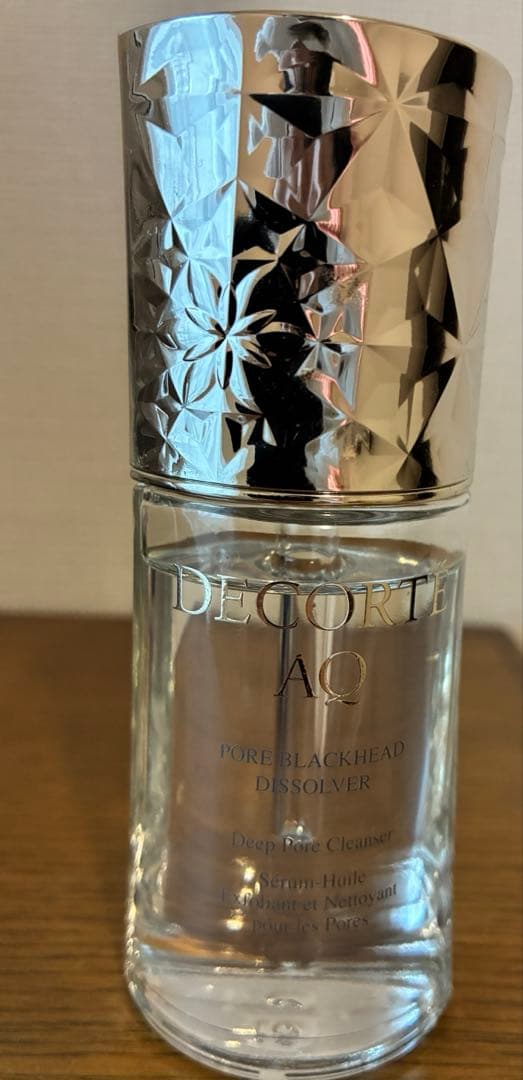 DECORTÉ
AQ
PORE BLACKHEAD
DISSOLVER
Deep Pore Cleanser
Sérum-Huile
Exfoliant et Nettoyant
pour les Pores